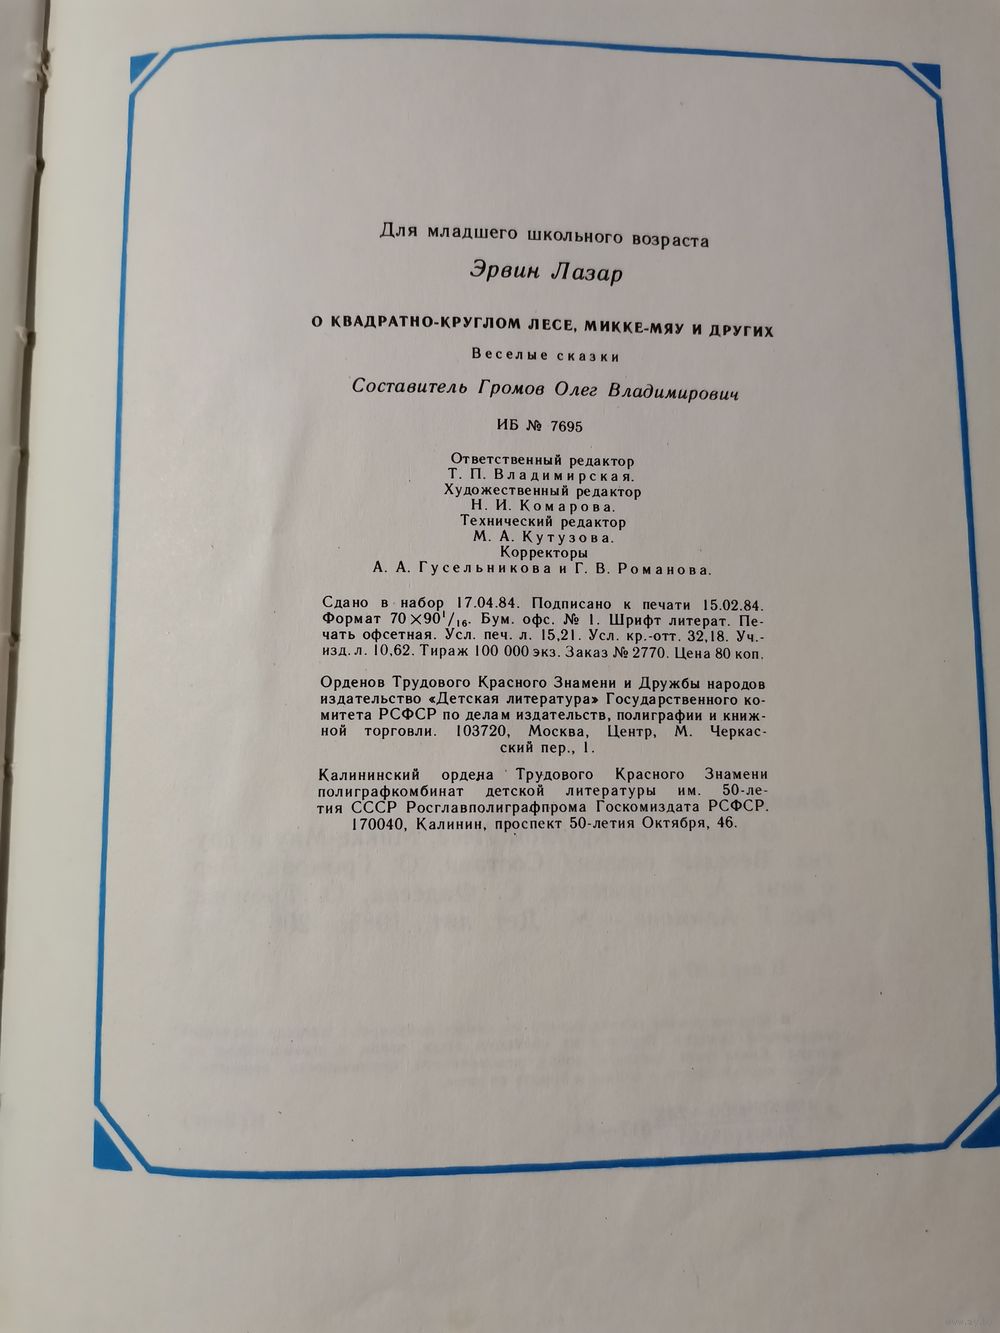 Для младшего школьного возраста
Эрвин Лазар
О КВАДРАТНО-КРУГЛОМ ЛЕСЕ, МИККЕ-МЯУ И ДРУГИХ
Веселые сказки
Составитель Громов Олег Владимирович
ИБ № 7695
Ответственный редактор
Т. П. Владимирская.
Художественный редактор
Н. И. Комарова.
Технический редактор
М. А. Кутузова.
Корректоры
А. А. Гусельникова и Г. В. Романова.
Сдано в набор 17.04.84. Подписано к печати 15.02.84.
Формат 70×90¹/₁₆. Бум. офс. № 1. Шрифт литерат. Пе-
чать офсетная. Усл. печ. л. 15,21. Усл. кр.-отт. 32,18. Уч.-
изд. л. 10,62. Тираж 100 000 экз. Заказ № 2770. Цена 80 коп.
Орденов Трудового Красного Знамени и Дружбы народов
издательство «Детская литература» Государственного ко-
митета РСФСР по делам издательств, полиграфии и книж-
ной торговли. 103720, Москва, Центр, М. Черкас-
ский пер., 1.
Калининский ордена Трудового Красного Знамени
полиграфкомбинат детской литературы им. 50-ле-
тия СССР Росглавполиграфпрома Госкомиздата РСФСР.
170040, Калинин, проспект 50-летия Октября, 46.